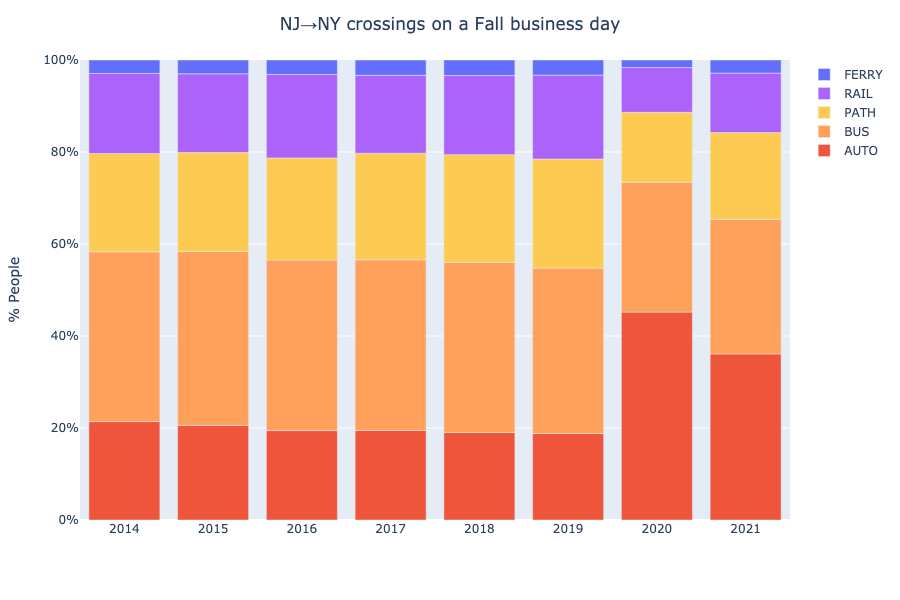 NJ→NY crossings on a Fall business day
100%
80%
60%
40%
20%
0%
% People
2014
2015
2016
2017
2018
2019
2020
2021
FERRY
RAIL
PATH
BUS
AUTO